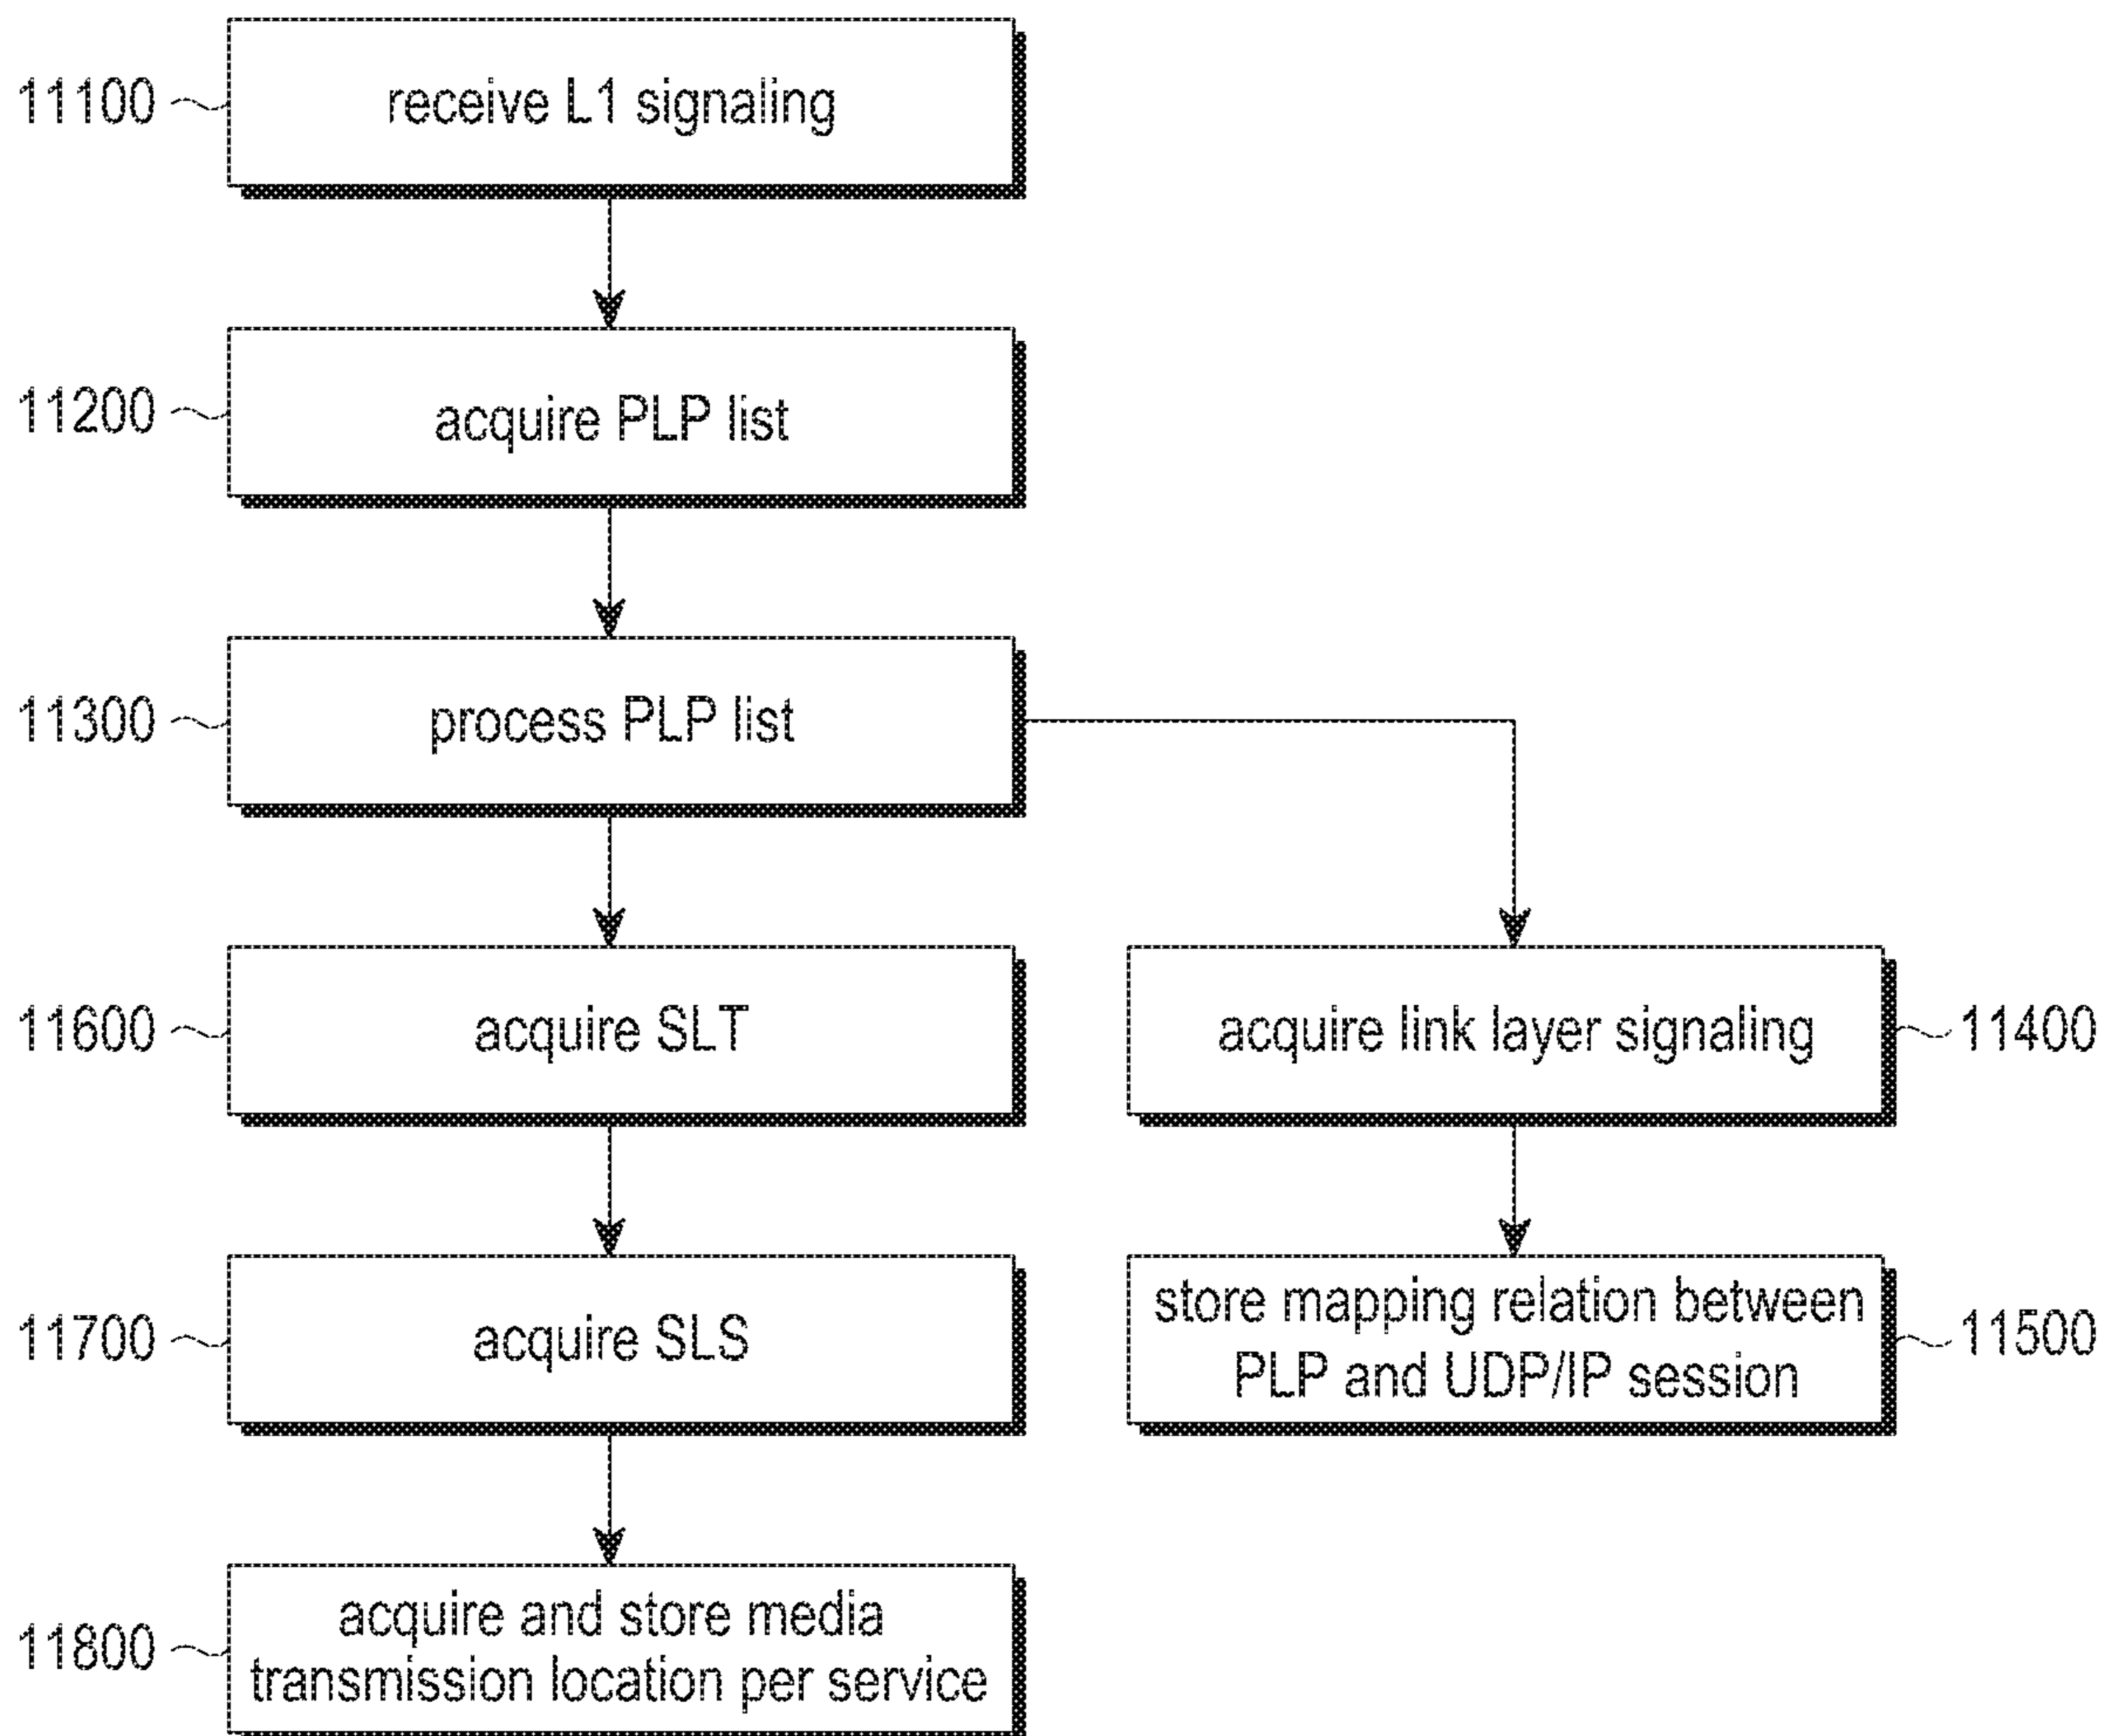 11100
receive L1 signaling
11200
acquire PLP list
11300
process PLP list
11600
acquire SLT
acquire link layer signaling
11400
11700
acquire SLS
store mapping relation between
PLP and UDP/IP session
11500
11800
acquire and store media
transmission location per service